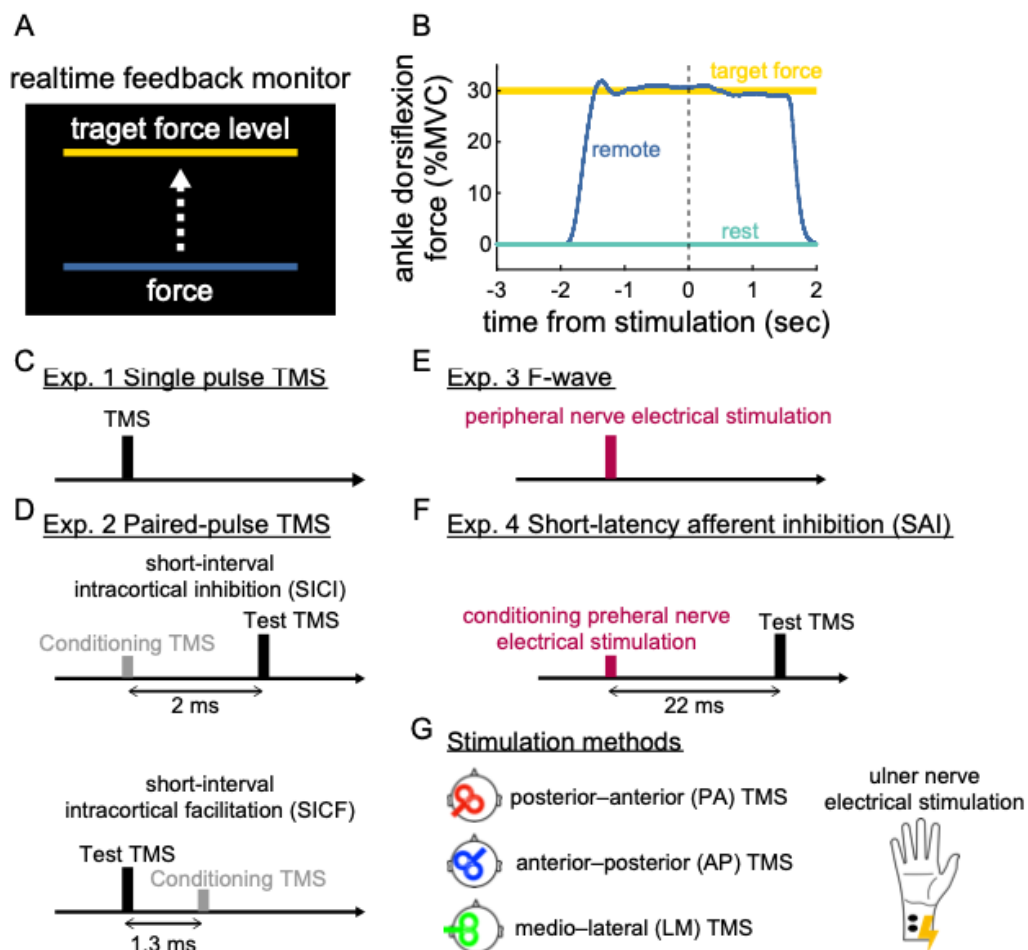 A
realtime feedback monitor
traget force level
force
B
ankle dorsiflexion
force (%MVC)
30
20
10
0
target force
remote
rest
-3
-2
-1
0
1
2
time from stimulation (sec)
C
Exp. 1 Single pulse TMS
TMS
D
Exp. 2 Paired-pulse TMS
short-interval
intracortical inhibition (SICI)
Test TMS
Conditioning TMS
2 ms
short-interval
intracortical facilitation (SICF)
Test TMS
Conditioning TMS
1.3 ms
E
Exp. 3 F-wave
peripheral nerve electrical stimulation
F
Exp. 4 Short-latency afferent inhibition (SAI)
conditioning preheral nerve
electrical stimulation
Test TMS
22 ms
G
Stimulation methods
posterior–anterior (PA) TMS
anterior–posterior (AP) TMS
medio–lateral (LM) TMS
ulner nerve
electrical stimulation